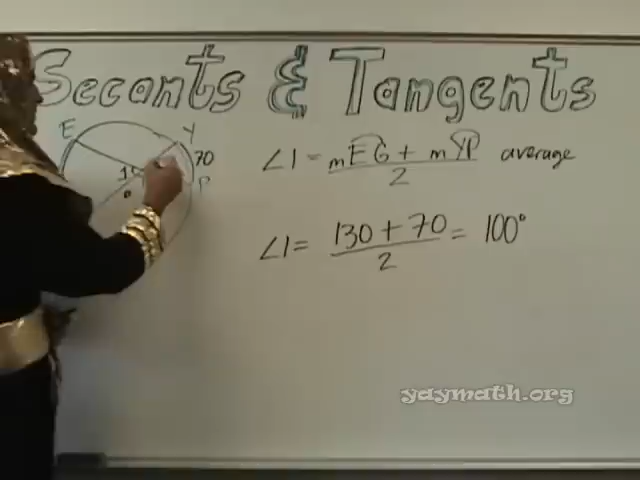 Secants & Tangents
E
Y
70
P
1
∠1 = mEG + mYP average
2
∠1 = 130 + 70 = 100°
2
yaymath.org